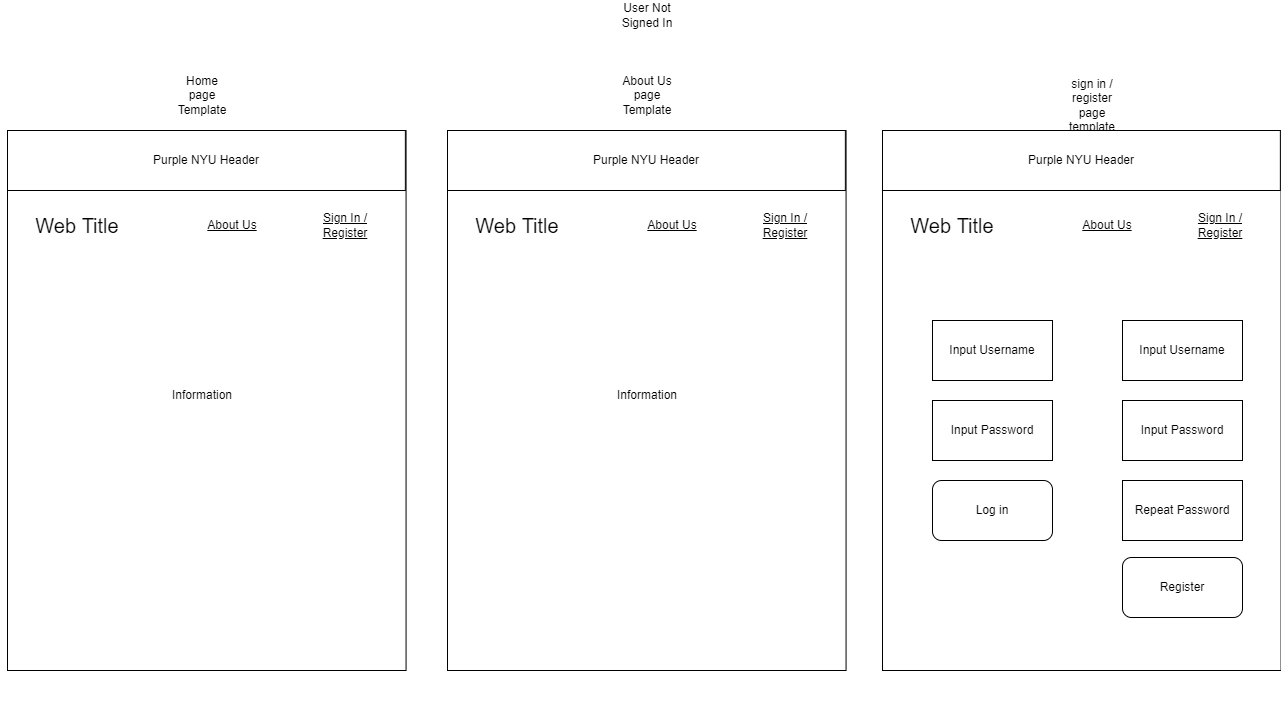 User Not
Signed In
Home
page
Template
About Us
page
Template
sign in /
register
page
template
Purple NYU Header
Purple NYU Header
Purple NYU Header
Web Title
About Us
Sign In /
Register
Web Title
About Us
Sign In /
Register
Web Title
About Us
Sign In /
Register
Information
Information
Input Username
Input Username
Input Password
Input Password
Log in
Repeat Password
Register